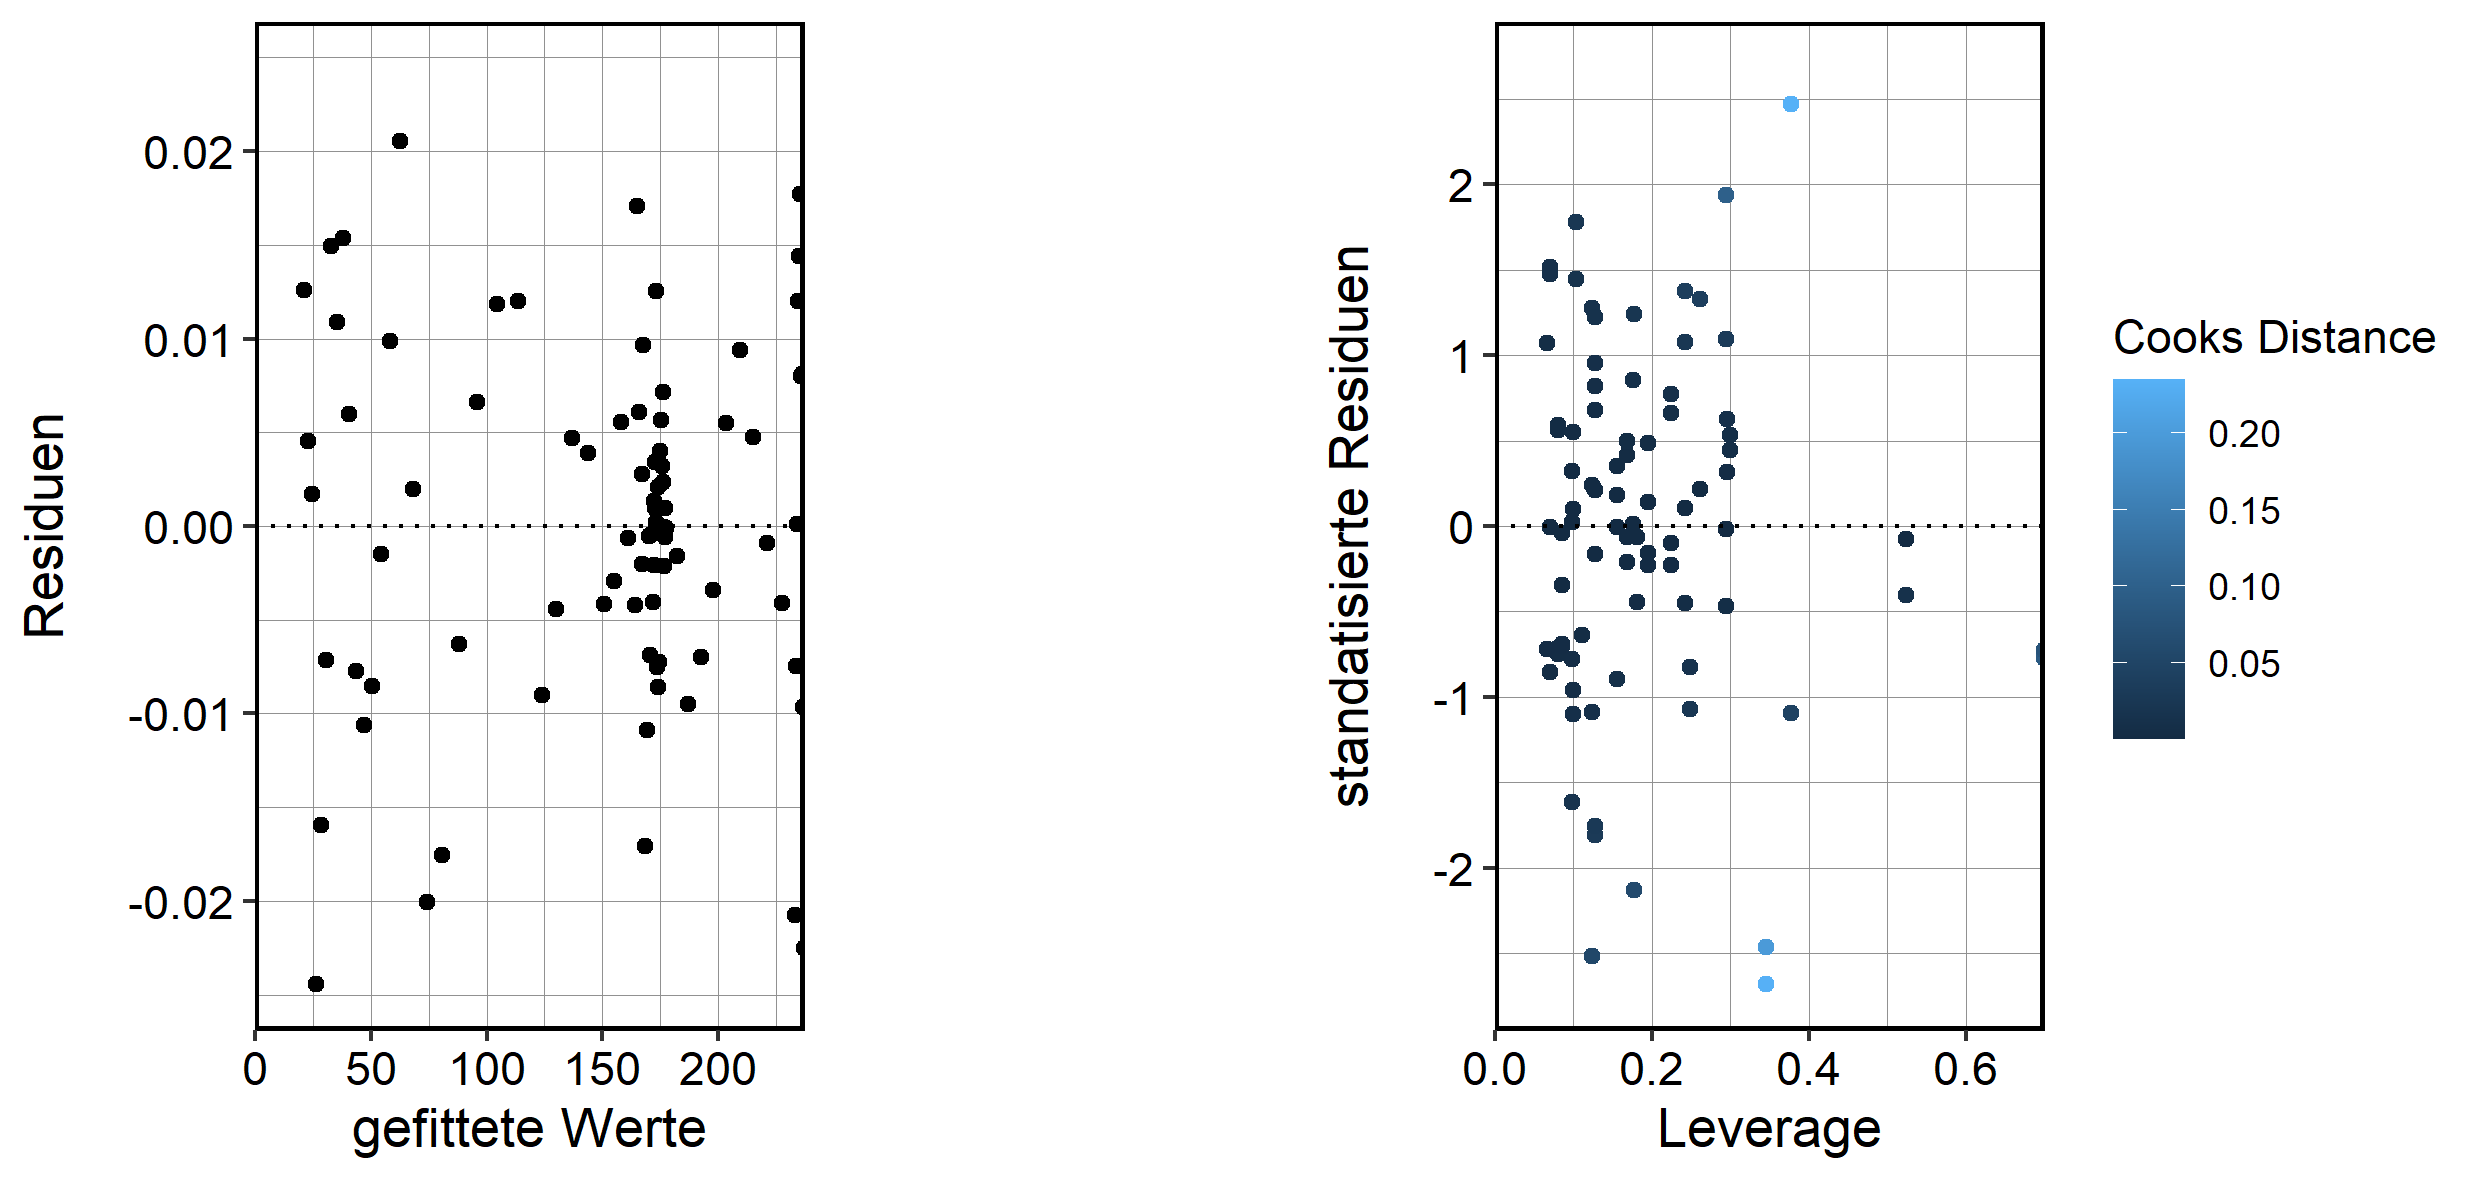 Residuen
0.02
0.01
0.00
-0.01
-0.02
0 50 100 150 200
gefittete Werte
standatisierte Residuen
2
1
0
-1
-2
0.0 0.2 0.4 0.6
Leverage
Cooks Distance
0.20
0.15
0.10
0.05